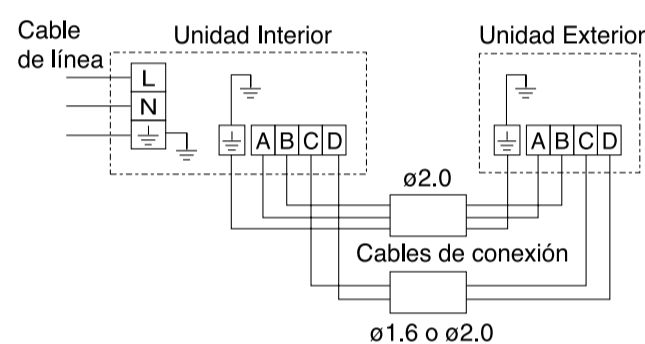 Cable
de línea
Unidad Interior
Unidad Exterior
L
N
A B C D
A B C D
ø2.0
Cables de conexión
ø1.6 o ø2.0